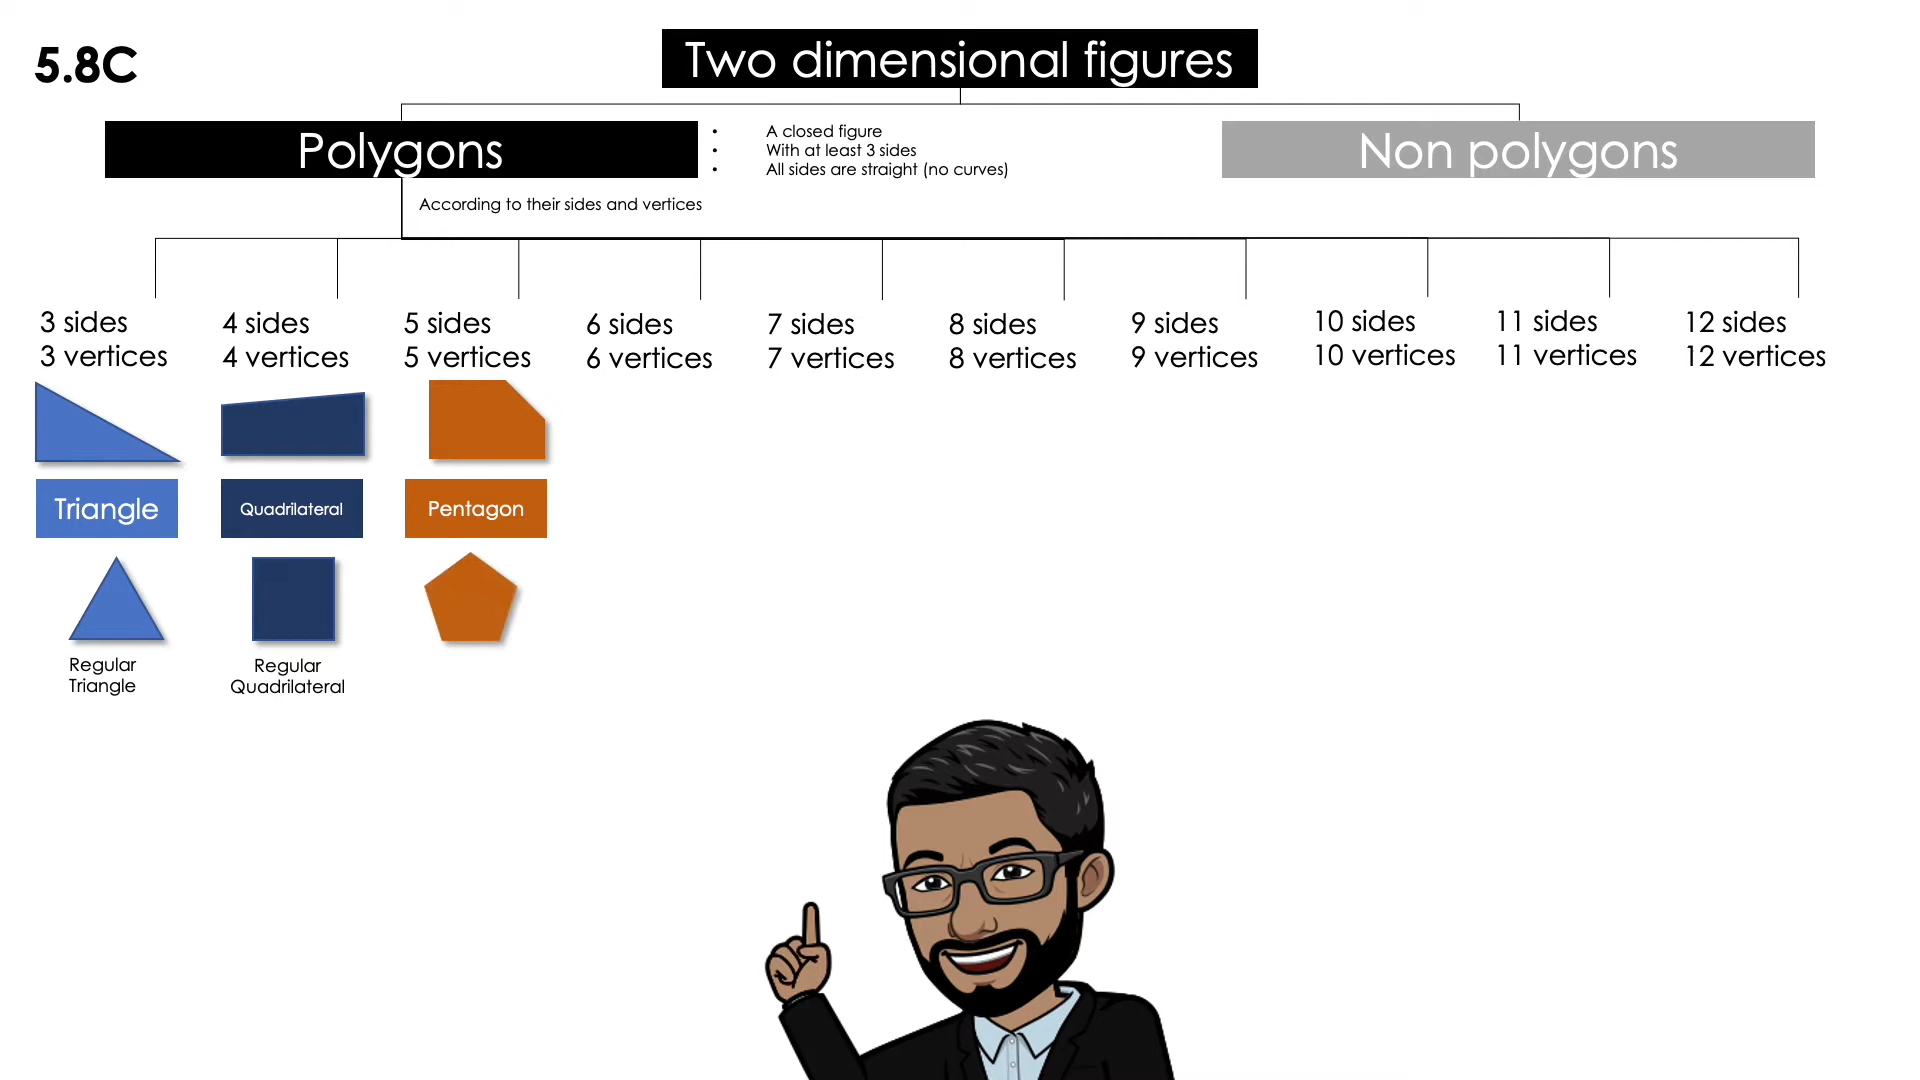 5.8C
Two dimensional figures
Polygons
• A closed figure
• With at least 3 sides
• All sides are straight (no curves)
Non polygons
According to their sides and vertices
3 sides
3 vertices
4 sides
4 vertices
5 sides
5 vertices
6 sides
6 vertices
7 sides
7 vertices
8 sides
8 vertices
9 sides
9 vertices
10 sides
10 vertices
11 sides
11 vertices
12 sides
12 vertices
Triangle
Quadrilateral
Pentagon
Regular
Triangle
Regular
Quadrilateral